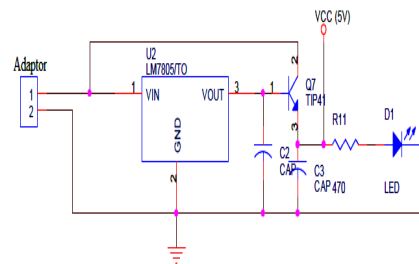 VCC (5V)
U2
LM7805/TO
Adaptor
1
2
1
VIN
VOUT
3
GND
2
1
2
3
Q7
TIP41
R11
470
D1
LED
C2
CAP
C3
CAP